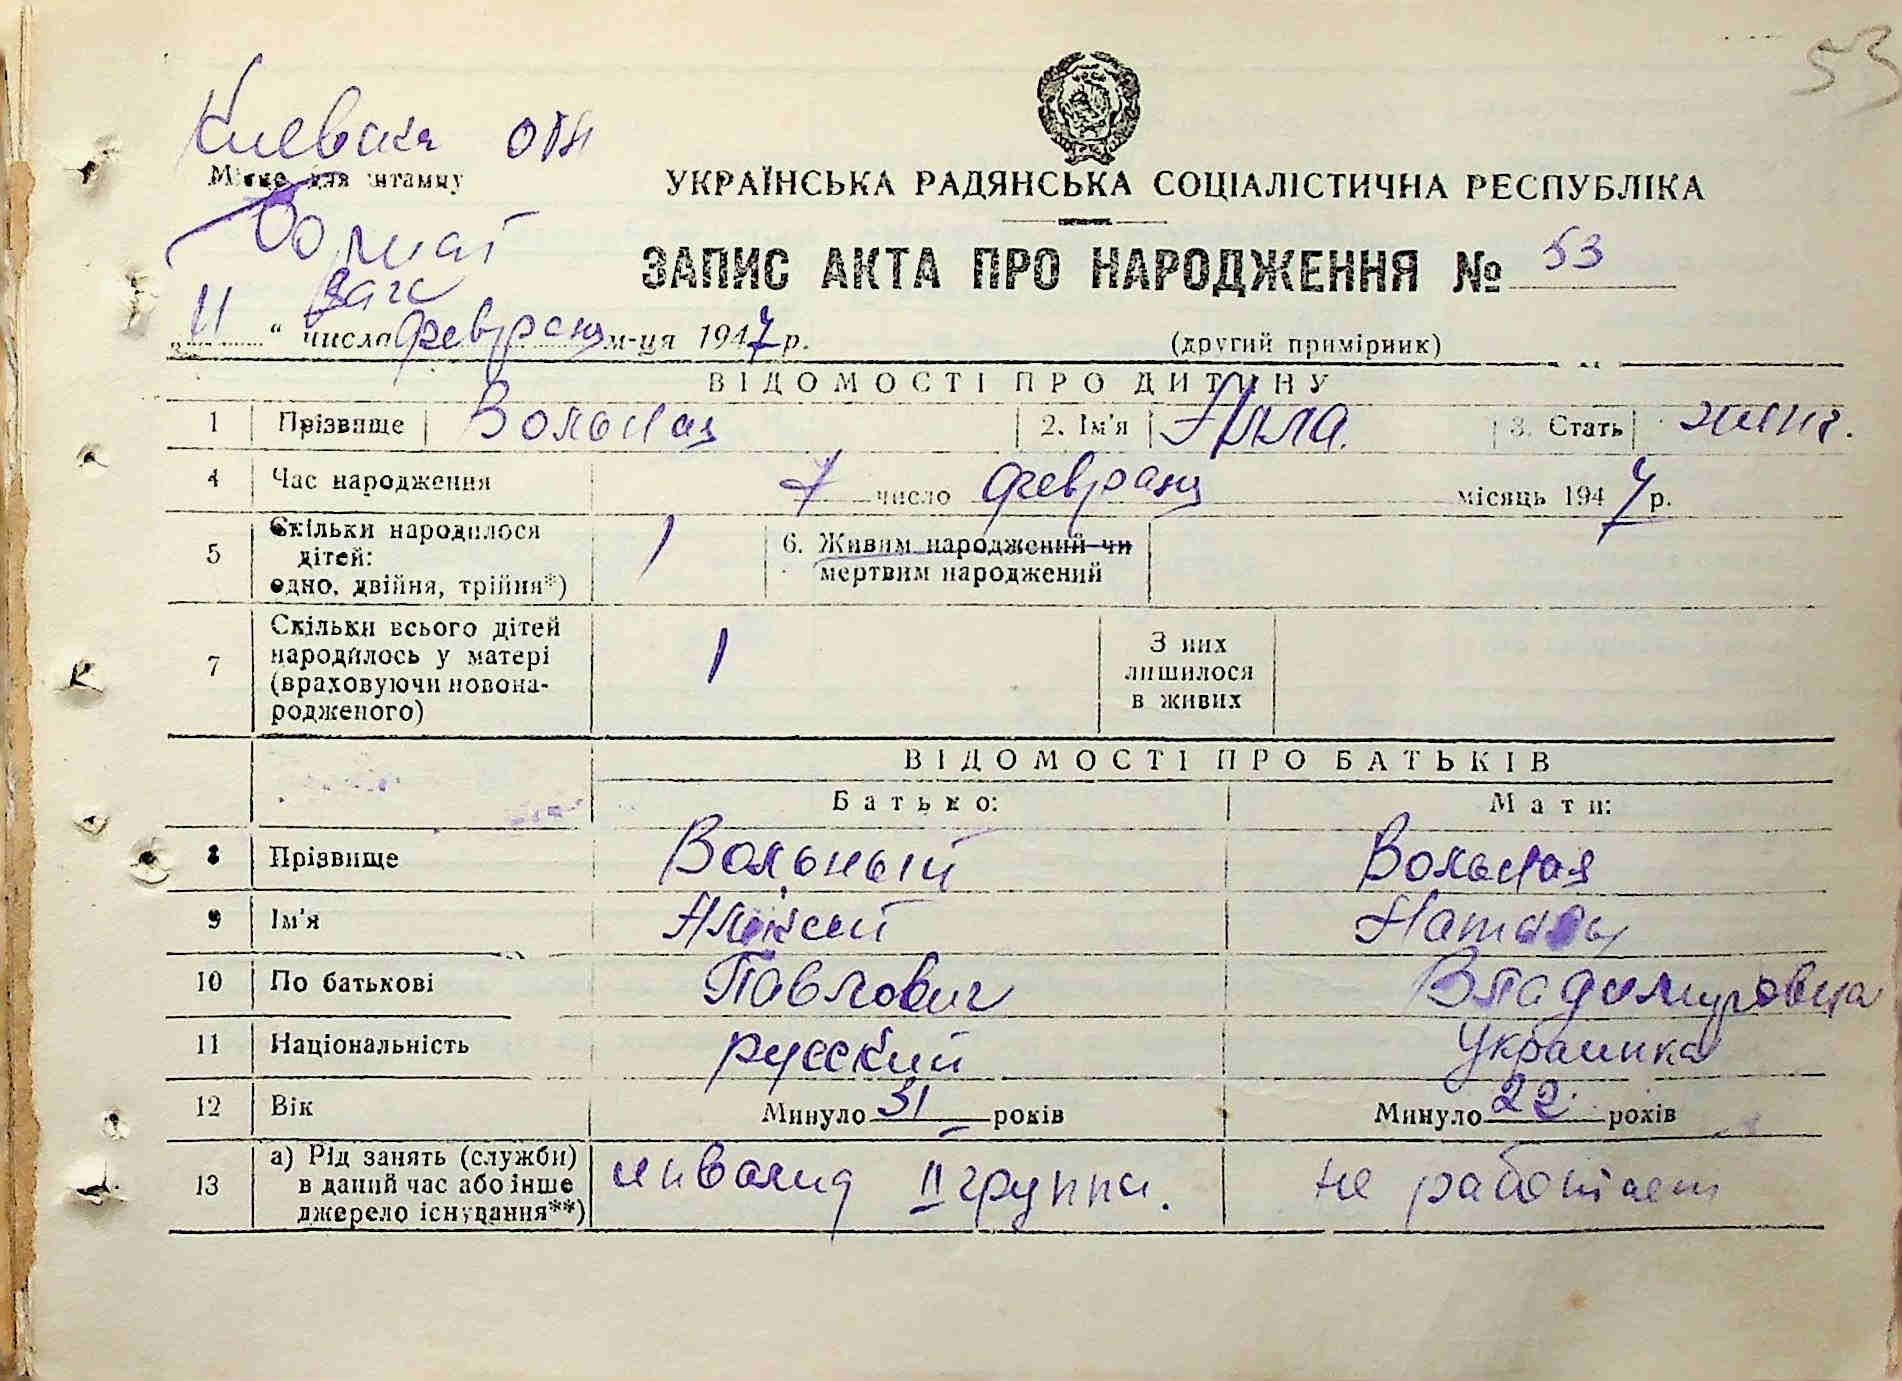 53
Киевска обл
Місце для штампу
УКРАЇНСЬКА РАДЯНСЬКА СОЦІАЛІСТИЧНА РЕСПУБЛІКА
ЗАПИС АКТА ПРО НАРОДЖЕННЯ № 53
„ 11 “ числа февраля м-ця 1947 р.
(другий примірник)
ВІДОМОСТІ ПРО ДИТИНУ
1 Прізвище Вольная 2. Ім'я Алла. 3. Стать женс.
4 Час народження 7 число февраля місяць 1947 р.
5 Скільки народилося дітей: одно, двійня, трійня*) 1 6. Живим народжений чи мертвим народжений
7 Скільки всього дітей народилось у матері (враховуючи новонародженого) 1 З них лишилося в живих
ВІДОМОСТІ ПРО БАТЬКІВ
Батько: Мати:
8 Прізвище Вольный Вольная
9 Ім'я Алексей Наталья
10 По батькові Павлович Владимировна
11 Національність русский Украинка
12 Вік Минуло 31 років Минуло 22 років
13 а) Рід занять (служби) в даний час або інше джерело існування**) инвалид II группы. не работает